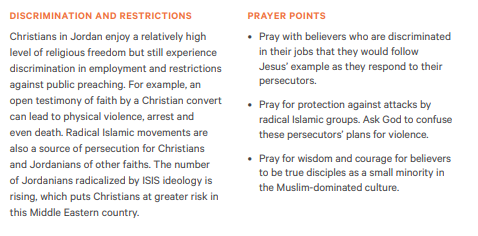 DISCRIMINATION AND RESTRICTIONS
Christians in Jordan enjoy a relatively high
level of religious freedom but still experience
discrimination in employment and restrictions
against public preaching. For example, an
open testimony of faith by a Christian convert
can lead to physical violence, arrest and
even death. Radical Islamic movements are
also a source of persecution for Christians
and Jordanians of other faiths. The number
of Jordanians radicalized by ISIS ideology is
rising, which puts Christians at greater risk in
this Middle Eastern country.
PRAYER POINTS
• Pray with believers who are discriminated
in their jobs that they would follow
Jesus’ example as they respond to their
persecutors.
• Pray for protection against attacks by
radical Islamic groups. Ask God to confuse
these persecutors’ plans for violence.
• Pray for wisdom and courage for believers
to be true disciples as a small minority in
the Muslim-dominated culture.